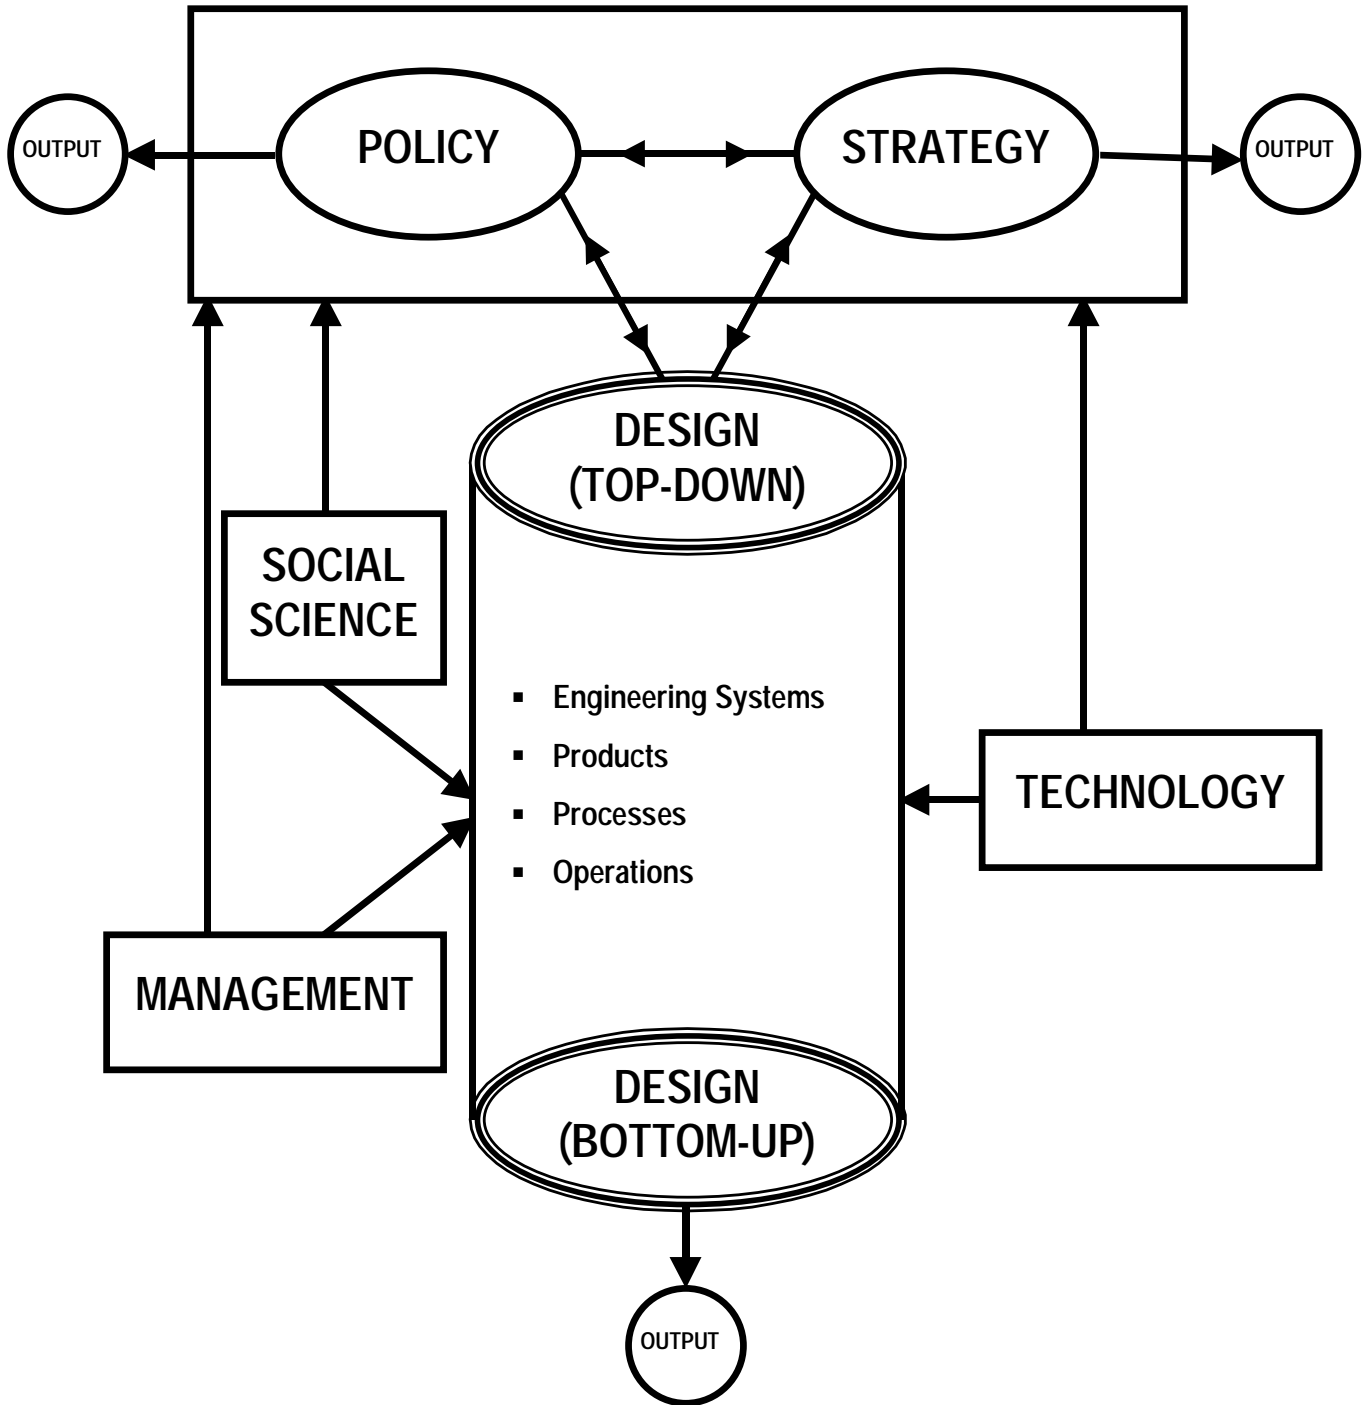 OUTPUT
POLICY
STRATEGY
OUTPUT
DESIGN
(TOP-DOWN)
SOCIAL
SCIENCE
▪ Engineering Systems
▪ Products
▪ Processes
▪ Operations
TECHNOLOGY
MANAGEMENT
DESIGN
(BOTTOM-UP)
OUTPUT